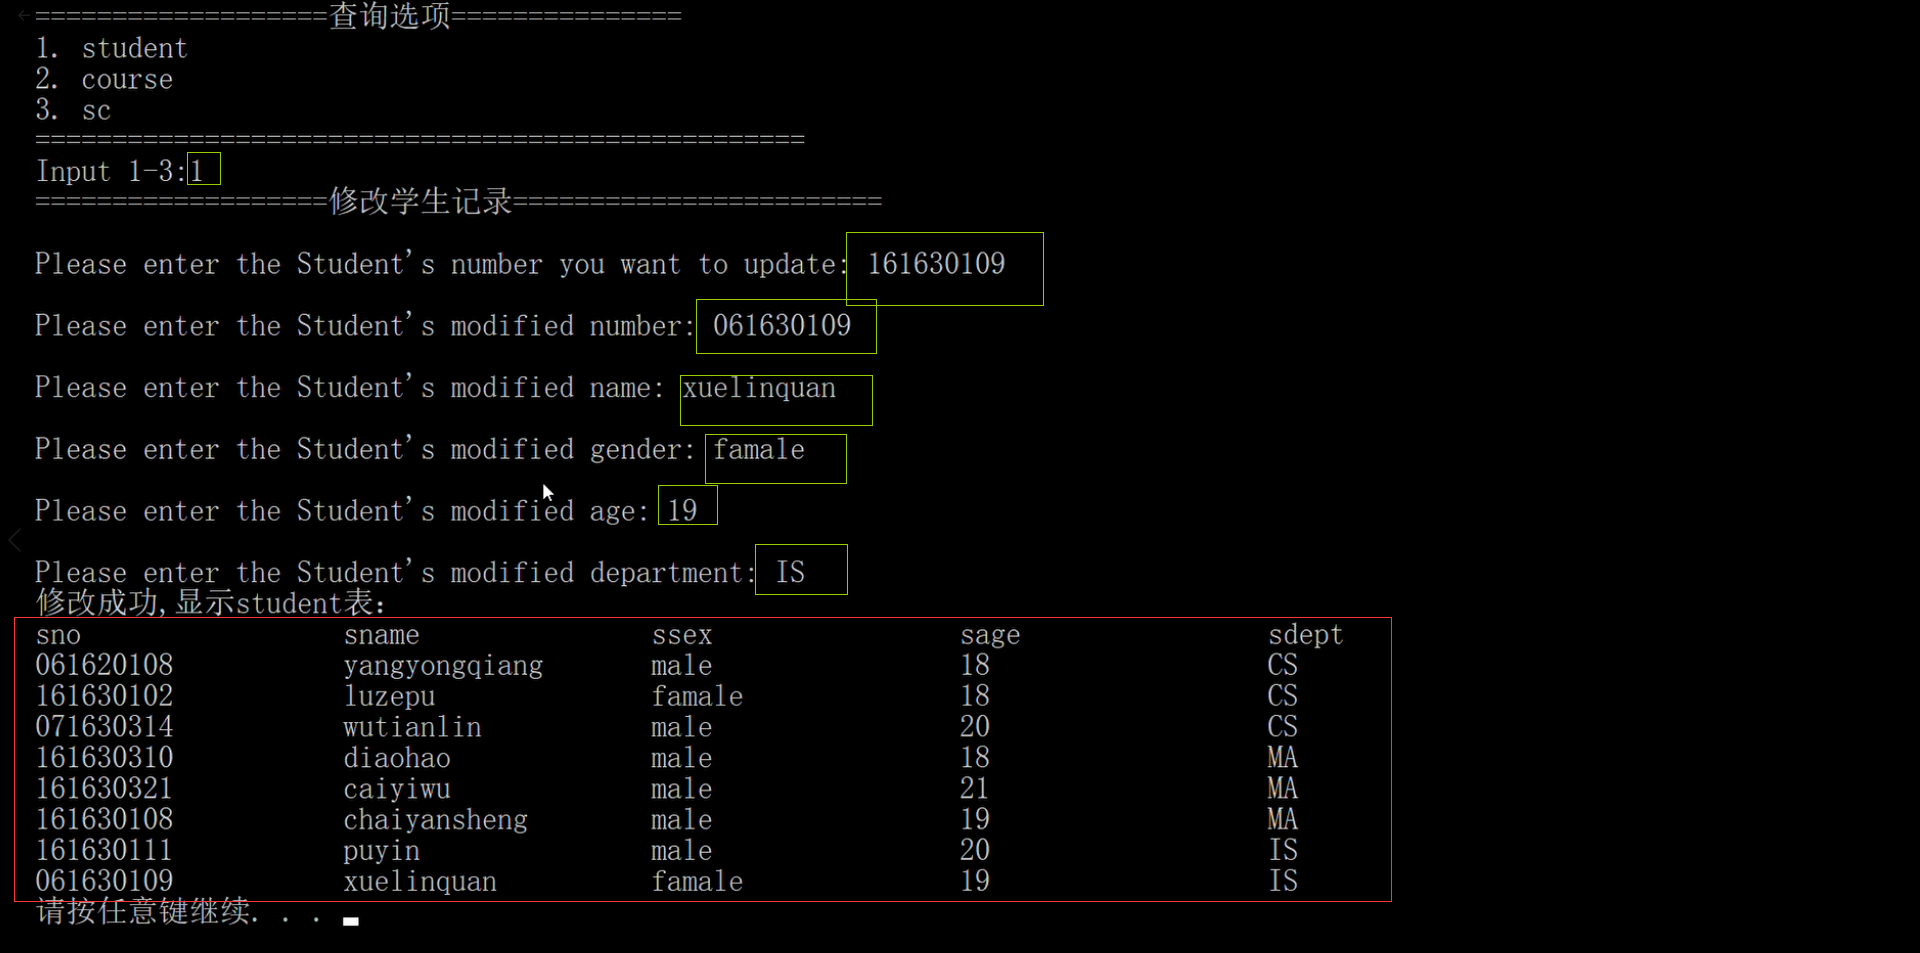 ===================查询选项===============
1. student
2. course
3. sc
==================================================
Input 1-3:1
===================修改学生记录========================
Please enter the Student's number you want to update: 161630109
Please enter the Student's modified number: 061630109
Please enter the Student's modified name: xuelinquan
Please enter the Student's modified gender: famale
Please enter the Student's modified age: 19
Please enter the Student's modified department: IS
修改成功,显示student表：
sno sname ssex sage sdept
061620108 yangyongqiang male 18 CS
161630102 luzepu famale 18 CS
071630314 wutianlin male 20 CS
161630310 diaohao male 18 MA
161630321 caiyiwu male 21 MA
161630108 chaiyansheng male 19 MA
161630111 puyin male 20 IS
061630109 xuelinquan famale 19 IS
请按任意键继续. . .